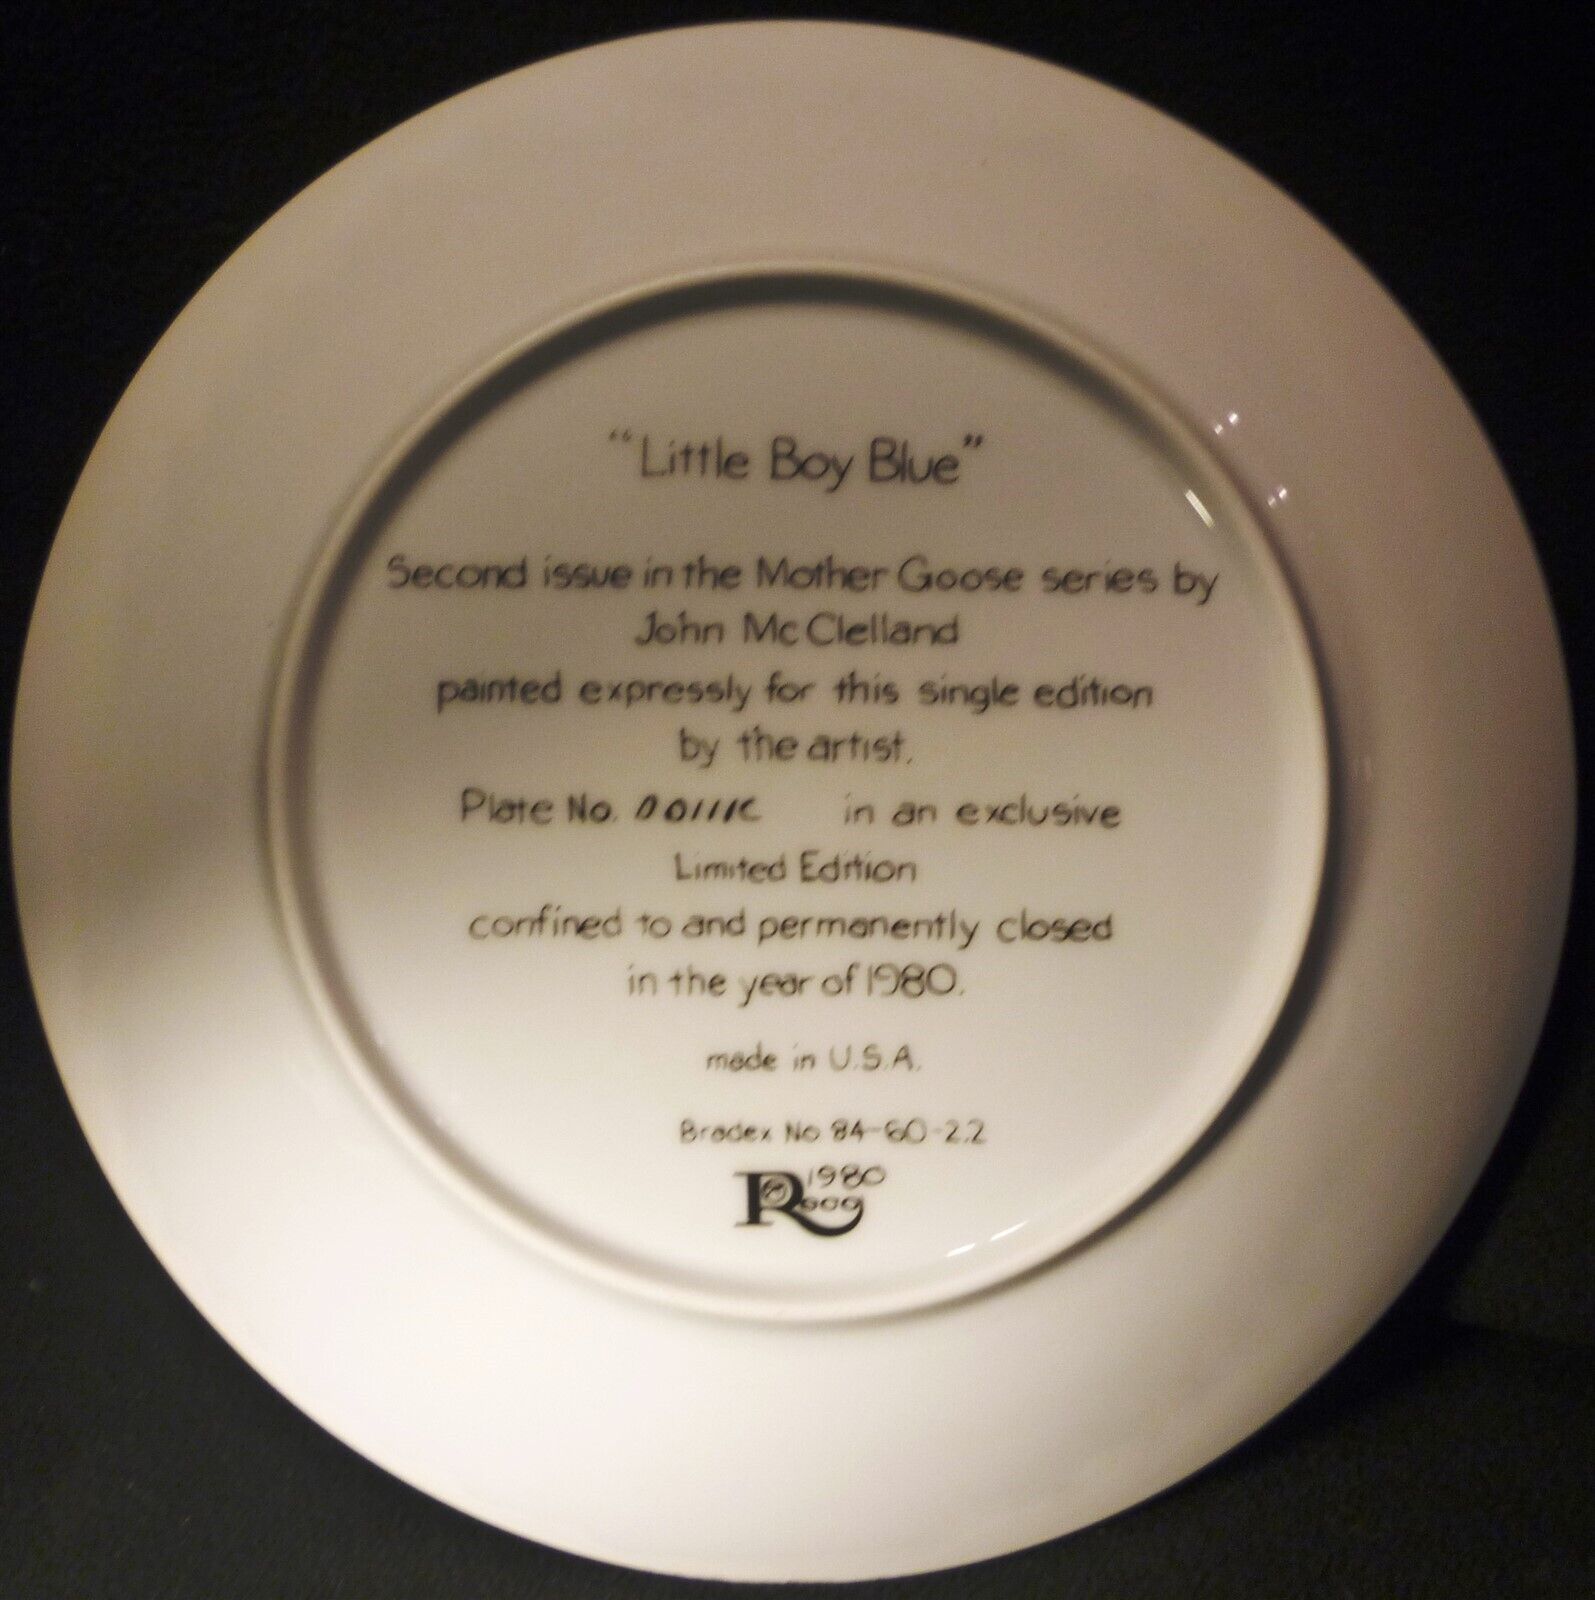 “Little Boy Blue”
Second issue in the Mother Goose series by
John McClelland
painted expressly for this single edition
by the artist.
Plate No. in an exclusive
Limited Edition
confined to and permanently closed
in the year of 1980.
made in U.S.A.
Bradex No 84-60-2.2
1980
Reco